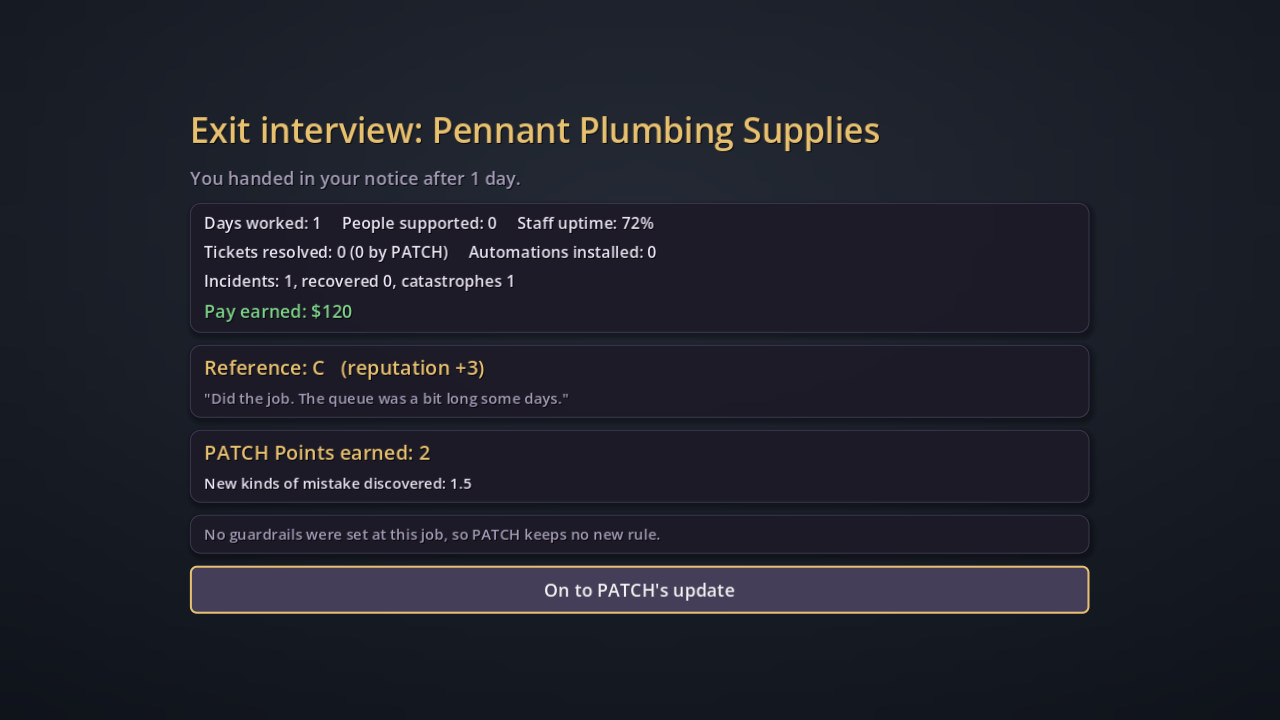 Exit interview: Pennant Plumbing Supplies
You handed in your notice after 1 day.
Days worked: 1 People supported: 0 Staff uptime: 72%
Tickets resolved: 0 (0 by PATCH) Automations installed: 0
Incidents: 1, recovered 0, catastrophes 1
Pay earned: $120
Reference: C (reputation +3)
"Did the job. The queue was a bit long some days."
PATCH Points earned: 2
New kinds of mistake discovered: 1.5
No guardrails were set at this job, so PATCH keeps no new rule.
On to PATCH's update